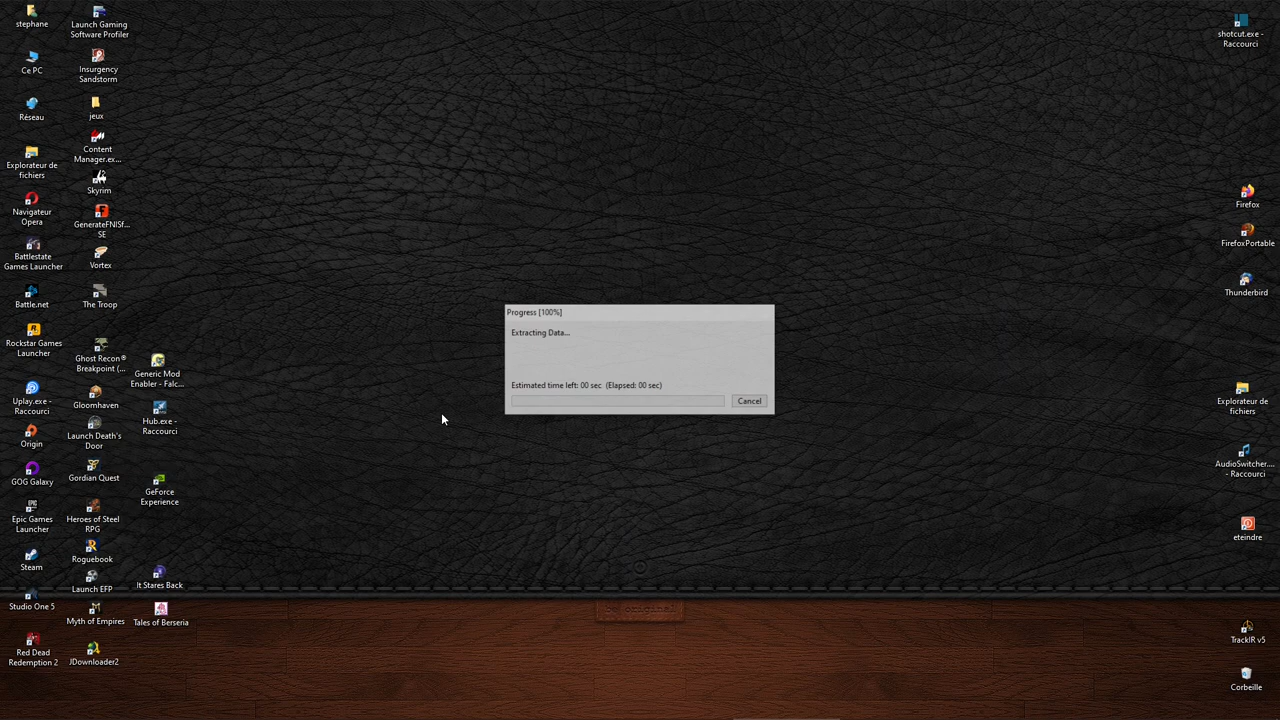 stephane
Launch Gaming
Software Profiler
shotcut.exe -
Raccourci
Ce PC
Insurgency
Sandstorm
Réseau
jeux
Explorateur de
fichiers
Content
Manager.ex...
Skyrim
Navigateur
Opera
GenerateFNISf...
SE
Firefox
FirefoxPortable
Battlestate
Games Launcher
Vortex
Thunderbird
Battle.net
The Troop
Progress [100%]
Extracting Data...
Estimated time left: 00 sec (Elapsed: 00 sec)
Cancel
Rockstar Games
Launcher
Ghost Recon®
Breakpoint (...
Generic Mod
Enabler - Falc...
Uplay.exe -
Raccourci
Gloomhaven
Hub.exe -
Raccourci
Explorateur de
fichiers
Origin
Launch Death's
Door
GOG Galaxy
Gordian Quest
GeForce
Experience
AudioSwitcher....
- Raccourci
Epic Games
Launcher
Heroes of Steel
RPG
eteindre
Steam
Roguebook
Launch EFP
It Stares Back
Studio One 5
Myth of Empires
Tales of Berseria
be original
Red Dead
Redemption 2
JDownloader2
TrackIR v5
Corbeille